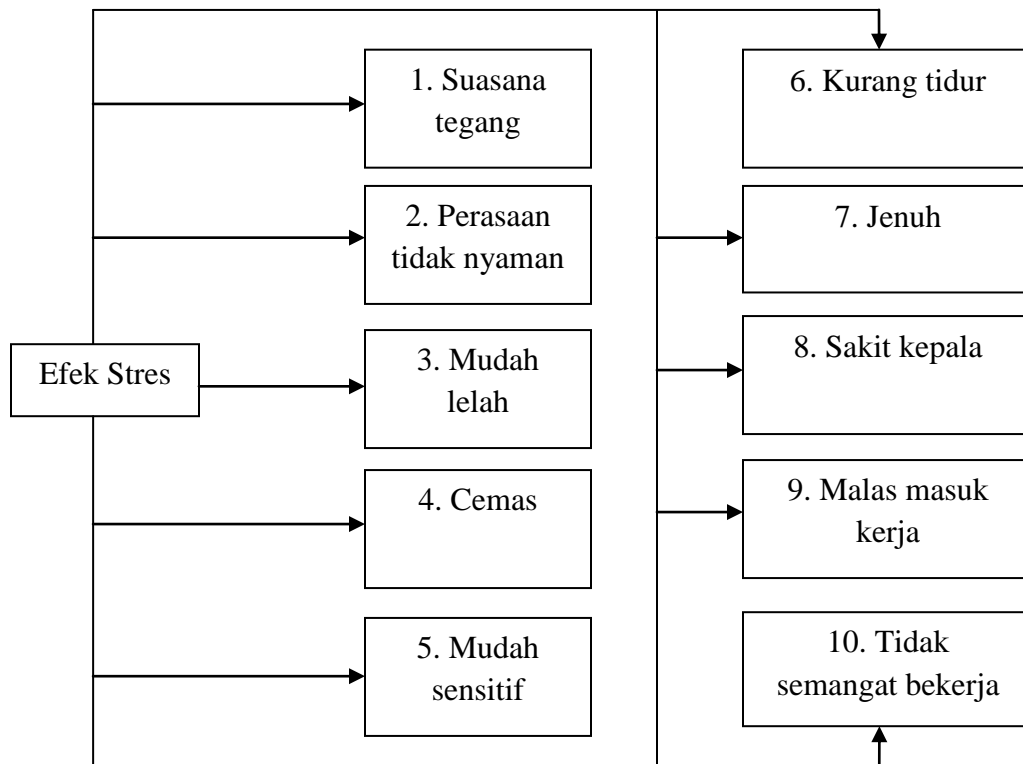 Efek Stres
1. Suasana
tegang
2. Perasaan
tidak nyaman
3. Mudah
lelah
4. Cemas
5. Mudah
sensitif
6. Kurang tidur
7. Jenuh
8. Sakit kepala
9. Malas masuk
kerja
10. Tidak
semangat bekerja